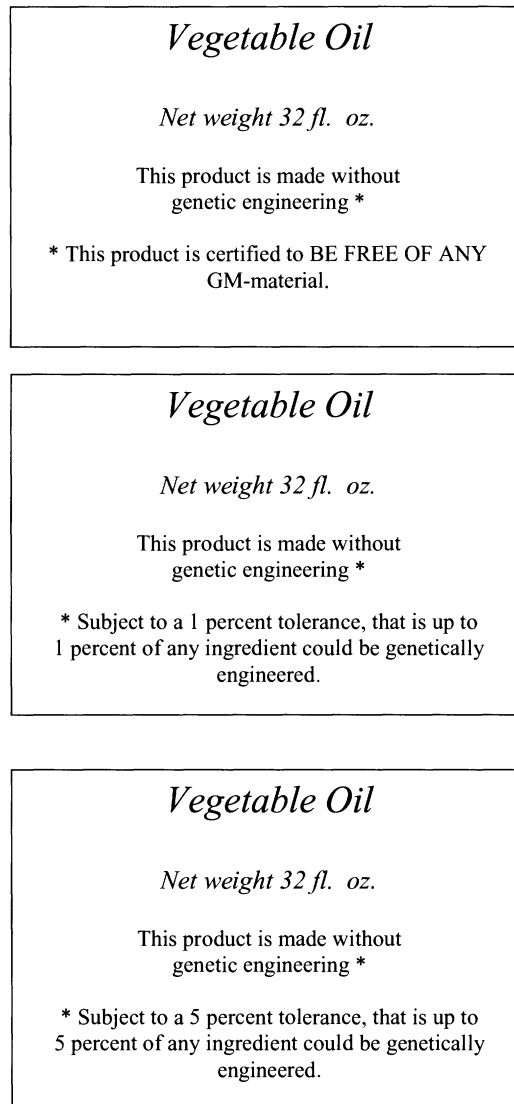 Vegetable Oil
Net weight 32 fl. oz.
This product is made without
genetic engineering *
* This product is certified to BE FREE OF ANY
GM-material.
Vegetable Oil
Net weight 32 fl. oz.
This product is made without
genetic engineering *
* Subject to a 1 percent tolerance, that is up to
1 percent of any ingredient could be genetically
engineered.
Vegetable Oil
Net weight 32 fl. oz.
This product is made without
genetic engineering *
* Subject to a 5 percent tolerance, that is up to
5 percent of any ingredient could be genetically
engineered.